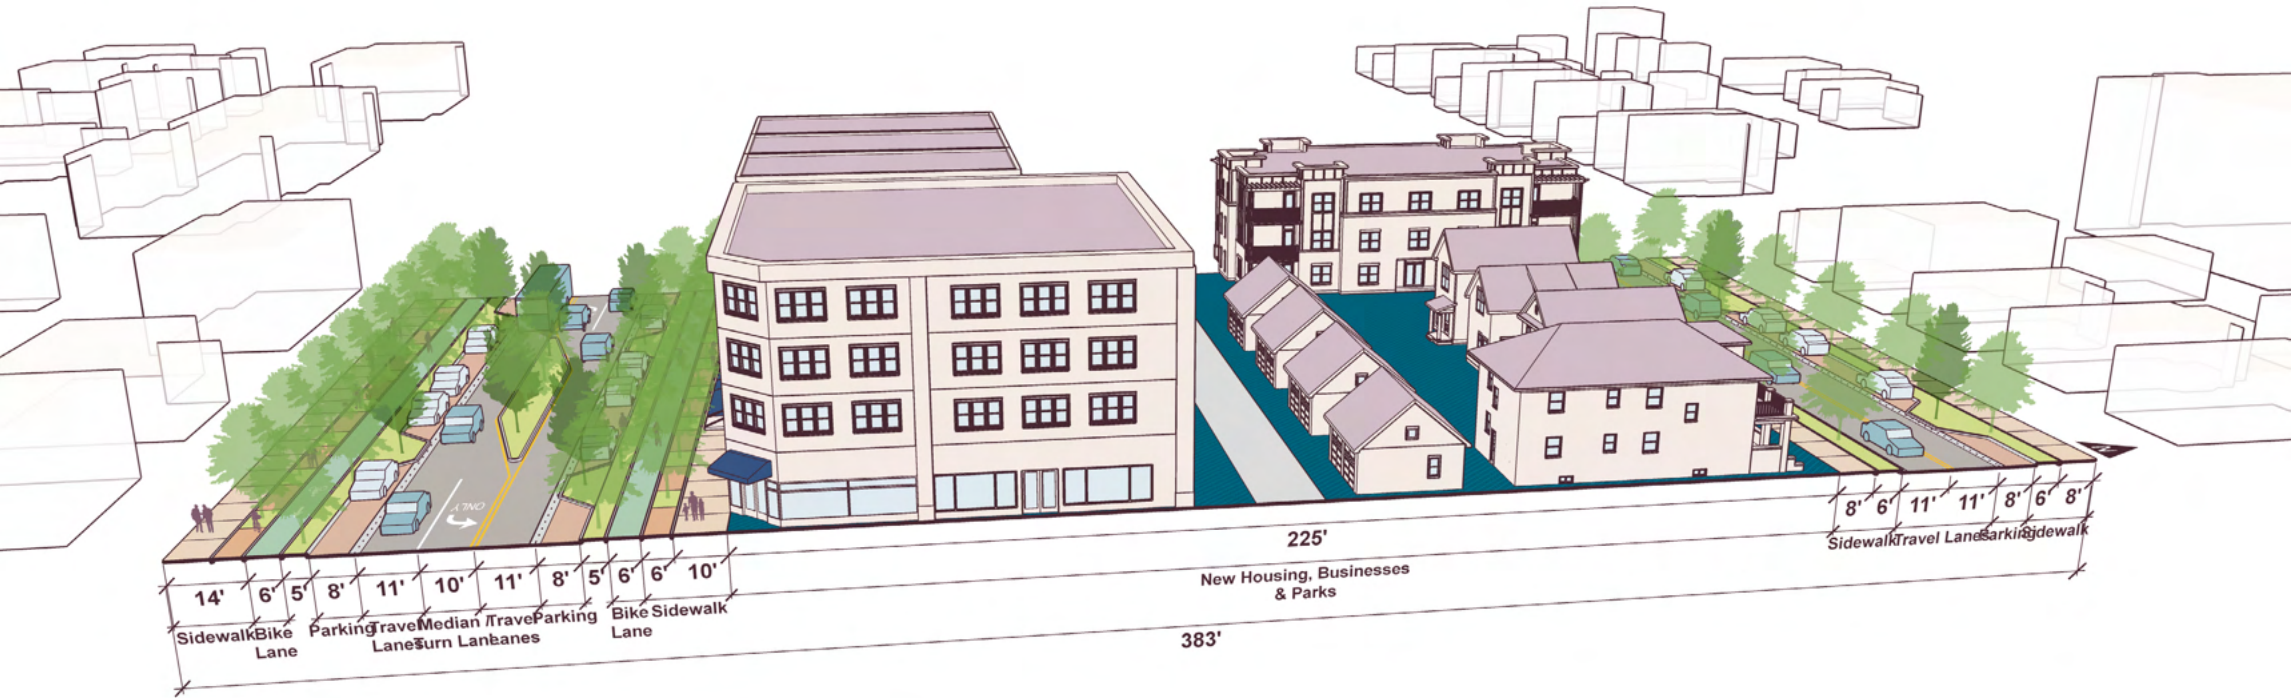 ONLY
14' 6' 5' 8' 11' 10' 11' 8' 5' 6' 6' 10'
Sidewalk Bike Lane
Parking
Travel Lanes
Median / Turn Lane
Travel Lanes
Parking
Bike Lane
Sidewalk
225'
New Housing, Businesses
& Parks
8' 6' 11' 11' 8' 6' 8'
Sidewalk Travel Lanes Parking Sidewalk
383'